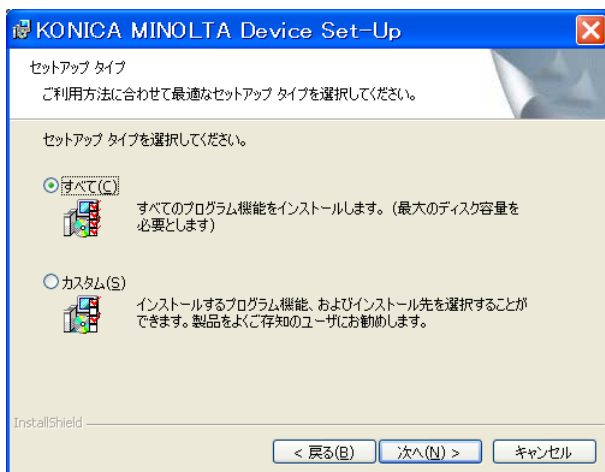 KONICA MINOLTA Device Set-Up
セットアップ タイプ
ご利用方法に合わせて最適なセットアップ タイプを選択してください。
セットアップ タイプを選択してください。
すべて(C)
すべてのプログラム機能をインストールします。(最大のディスク容量を
必要とします)
カスタム(S)
インストールするプログラム機能、およびインストール先を選択することが
できます。製品をよくご存知のユーザにお勧めします。
InstallShield
< 戻る(B)
次へ(N) >
キャンセル